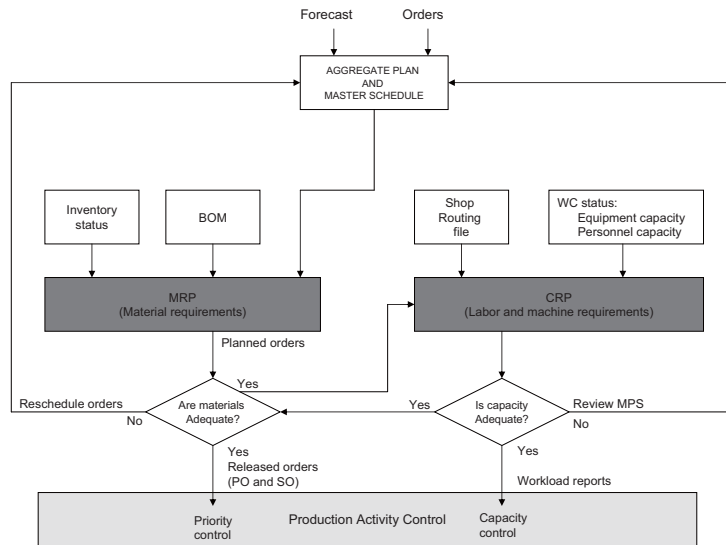 Forecast
Orders
AGGREGATE PLAN
AND
MASTER SCHEDULE
Inventory
status
BOM
Shop
Routing
file
WC status:
Equipment capacity
Personnel capacity
MRP
(Material requirements)
CRP
(Labor and machine requirements)
Planned orders
Yes
Reschedule orders
No
Are materials
Adequate?
Yes
Is capacity
Adequate?
Review MPS
No
Yes
Released orders
(PO and SO)
Yes
Workload reports
Priority
control
Production Activity Control
Capacity
control